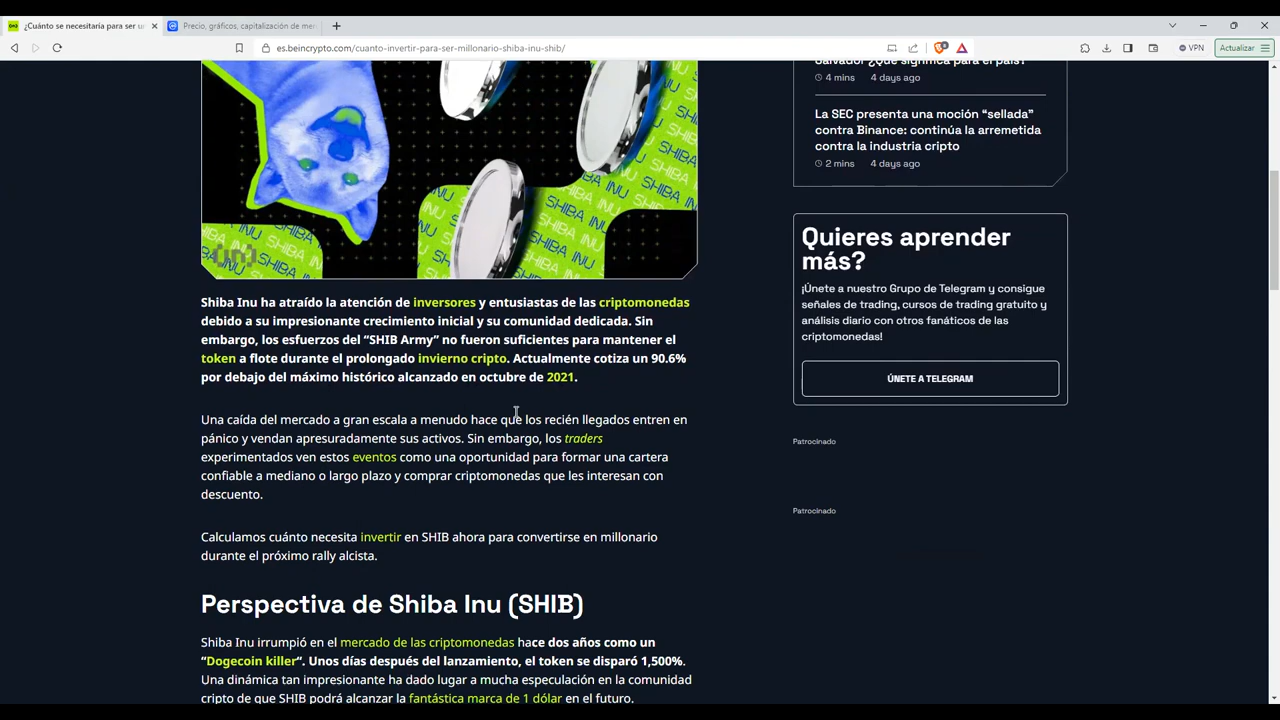 ¿Cuánto se necesitaría para ser u
Precio, gráficos, capitalización de mer
es.beincrypto.com/cuanto-invertir-para-ser-millonario-shiba-inu-shib/
VPN
Actualizar
SHIBA INU
SHIBA INU
SHIBA INU
SHIBA INU
Shiba Inu ha atraído la atención de inversores y entusiastas de las criptomonedas
debido a su impresionante crecimiento inicial y su comunidad dedicada. Sin
embargo, los esfuerzos del “SHIB Army” no fueron suficientes para mantener el
token a flote durante el prolongado invierno cripto. Actualmente cotiza un 90.6%
por debajo del máximo histórico alcanzado en octubre de 2021.
Una caída del mercado a gran escala a menudo hace que los recién llegados entren en
pánico y vendan apresuradamente sus activos. Sin embargo, los traders
experimentados ven estos eventos como una oportunidad para formar una cartera
confiable a mediano o largo plazo y comprar criptomonedas que les interesan con
descuento.
Calculamos cuánto necesita invertir en SHIB ahora para convertirse en millonario
durante el próximo rally alcista.
Perspectiva de Shiba Inu (SHIB)
Shiba Inu irrumpió en el mercado de las criptomonedas hace dos años como un
“Dogecoin killer“. Unos días después del lanzamiento, el token se disparó 1,500%.
Una dinámica tan impresionante ha dado lugar a mucha especulación en la comunidad
cripto de que SHIB podrá alcanzar la fantástica marca de 1 dólar en el futuro.
Salvador ¿Qué significa para el país?
4 mins 4 days ago
La SEC presenta una moción “sellada”
contra Binance: continúa la arremetida
contra la industria cripto
2 mins 4 days ago
Quieres aprender
más?
¡Únete a nuestro Grupo de Telegram y consigue
señales de trading, cursos de trading gratuito y
análisis diario con otros fanáticos de las
criptomonedas!
ÚNETE A TELEGRAM
Patrocinado
Patrocinado